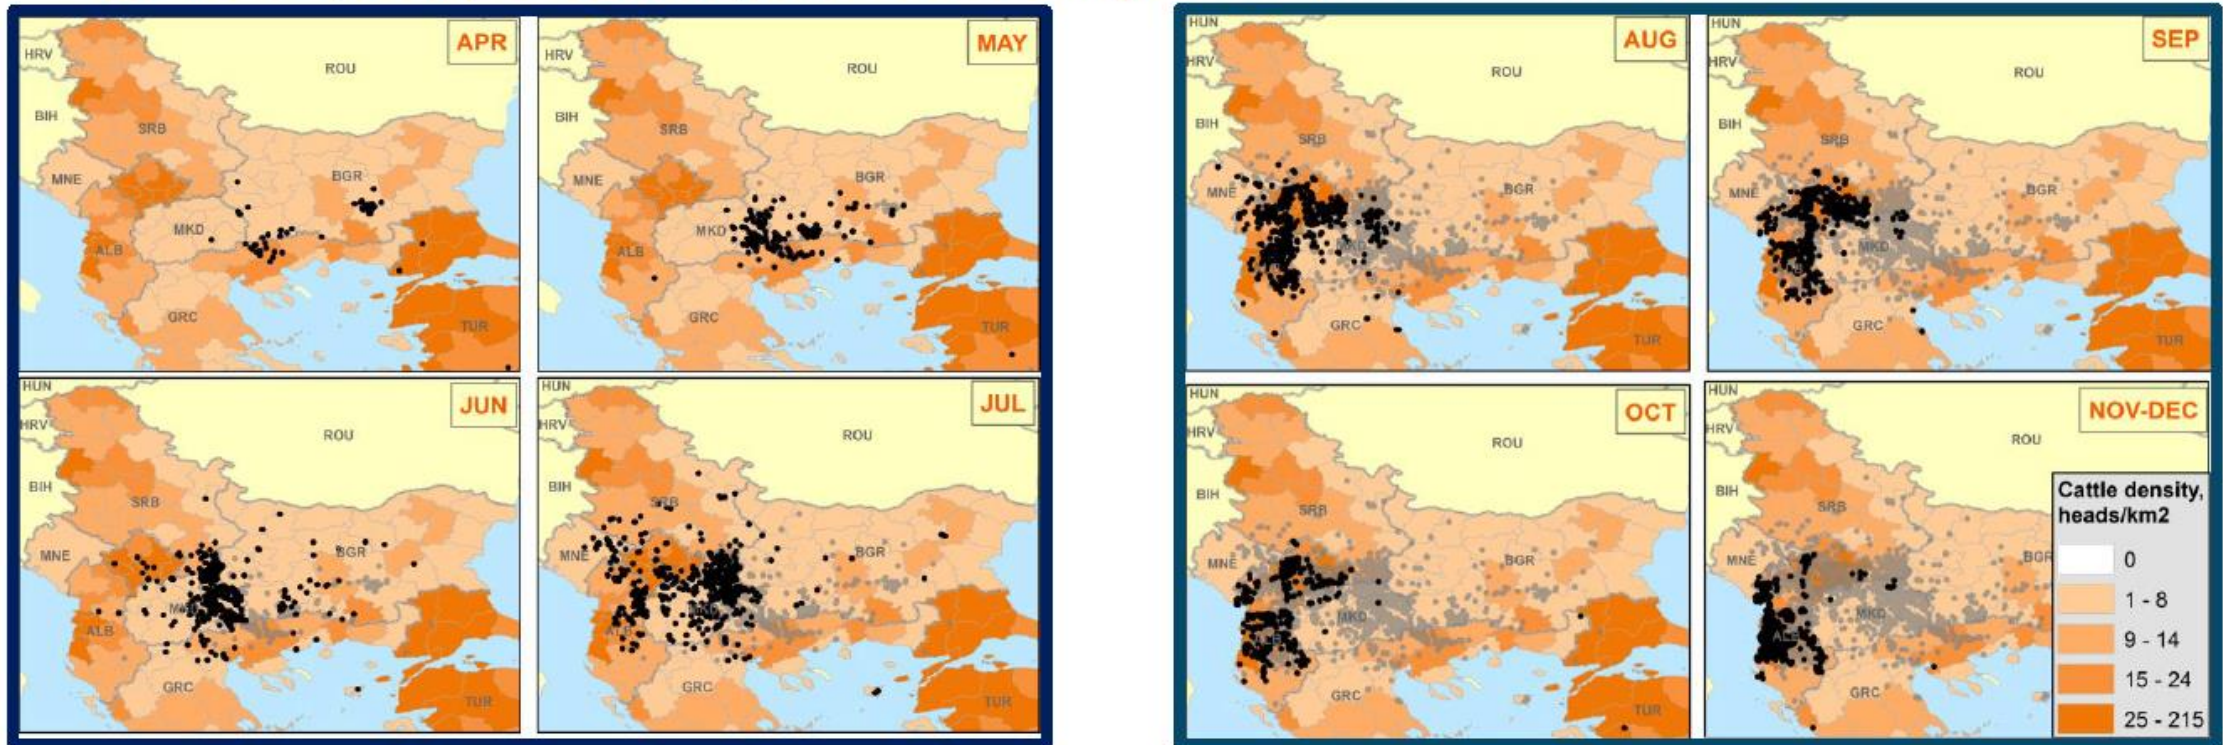 APR
HRV
ROU
BIH
SRB
MNE
BGR
MKD
ALB
GRC
TUR
MAY
HRV
ROU
BIH
SRB
MNE
BGR
MKD
ALB
GRC
TUR
HUN
AUG
HRV
ROU
BIH
SRB
MNE
BGR
MKD
GRC
TUR
HUN
SEP
HRV
ROU
BIH
SRB
MNE
BGR
MKD
GRC
TUR
HUN
JUN
HRV
ROU
BIH
SRB
MNE
BGR
MKD
ALB
GRC
TUR
HUN
JUL
HRV
ROU
BIH
SRB
MNE
BGR
MKD
ALB
GRC
TUR
HUN
OCT
HRV
ROU
BIH
SRB
MNE
BGR
MKD
ALB
GRC
TUR
HUN
NOV-DEC
HRV
ROU
BIH
SRB
MNE
BGR
MKD
ALB
GRC
Cattle density,
heads/km2
0
1 - 8
9 - 14
15 - 24
25 - 215